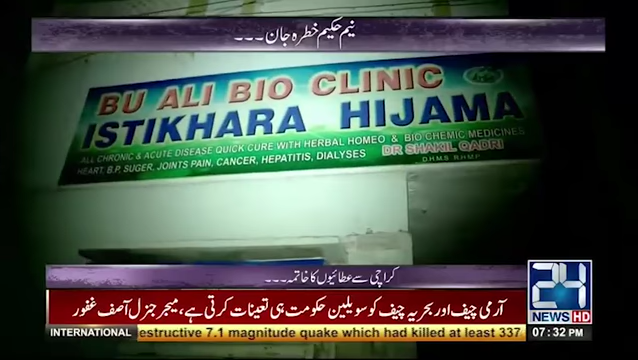 نیم حکیم خطرہ جان ۔۔۔
BU ALI BIO CLINIC
ISTIKHARA HIJAMA
ALL CHRONIC & ACUTE DISEASE QUICK CURE WITH HERBAL HOMEO & BIO CHEMIC MEDICINES
HEART, B.P, SUGER, JOINTS PAIN, CANCER, HEPATITIS, DIALYSES
DR SHAKIL QADRI
D.H.M.S. R.H.M.P
کراچی سے عطائیوں کا خاتمہ ۔۔۔
آرمی چیف اور بحریہ چیف کو سویلین حکومت ہی تعینات کرتی ہے، میجر جنرل آصف غفور
24
NEWS HD
INTERNATIONAL estructive 7.1 magnitude quake which had killed at least 337
07:32 PM